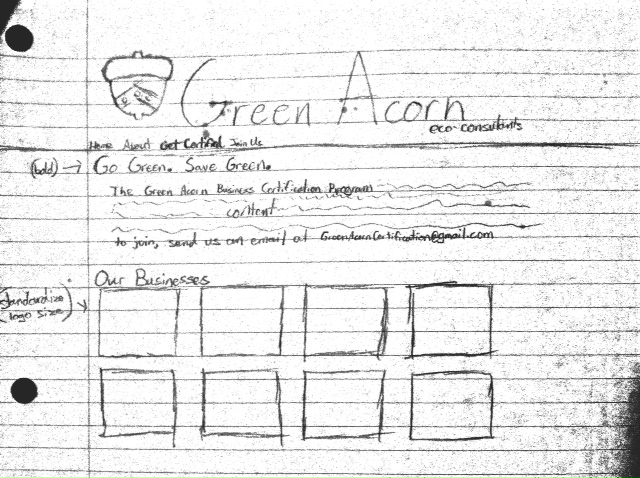 Green Acorn
eco-consultants
Home About Get Certified Join Us
(bold) → Go Green. Save Green.
The Green Acorn Business Certification Program
content
to join, send us an email at GreenAcornCertification@gmail.com
Our Businesses
(standardize
logo size)